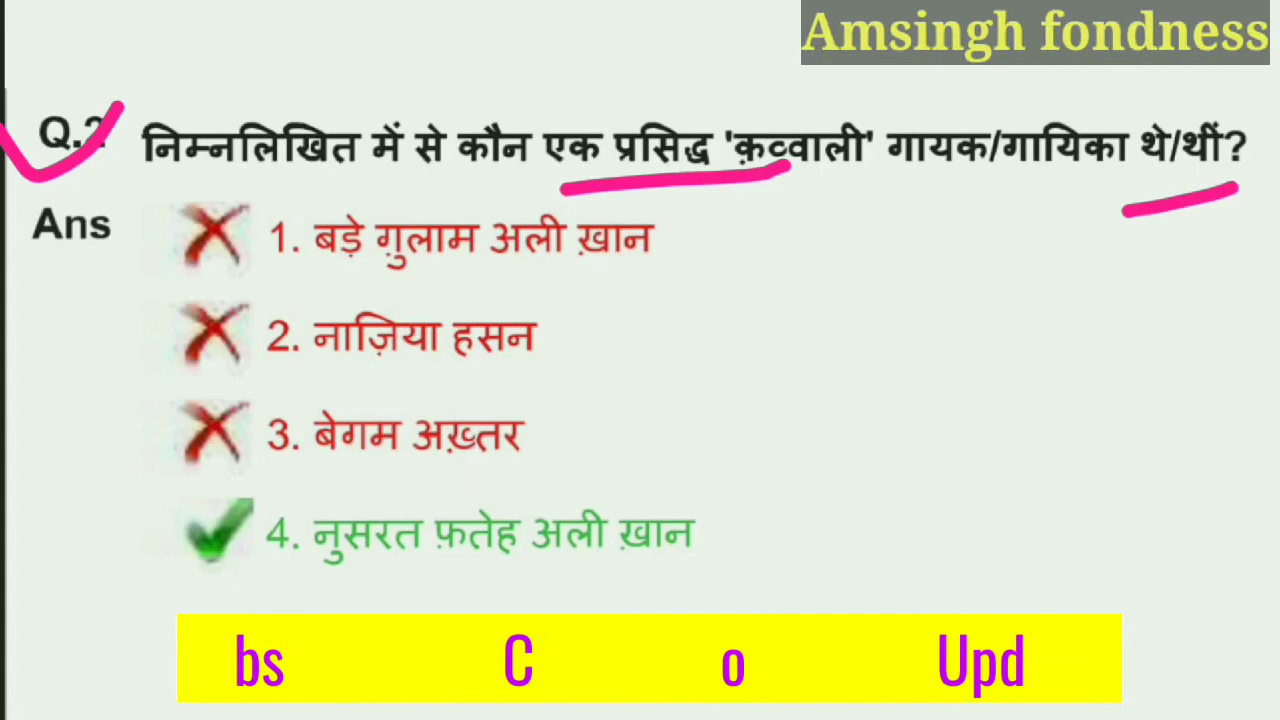 Amsingh fondness
Q.2 निम्नलिखित में से कौन एक प्रसिद्ध 'क़व्वाली' गायक/गायिका थे/थीं?
Ans
1. बड़े ग़ुलाम अली ख़ान
2. नाज़िया हसन
3. बेगम अख़्तर
4. नुसरत फ़तेह अली ख़ान
bs C o Upd